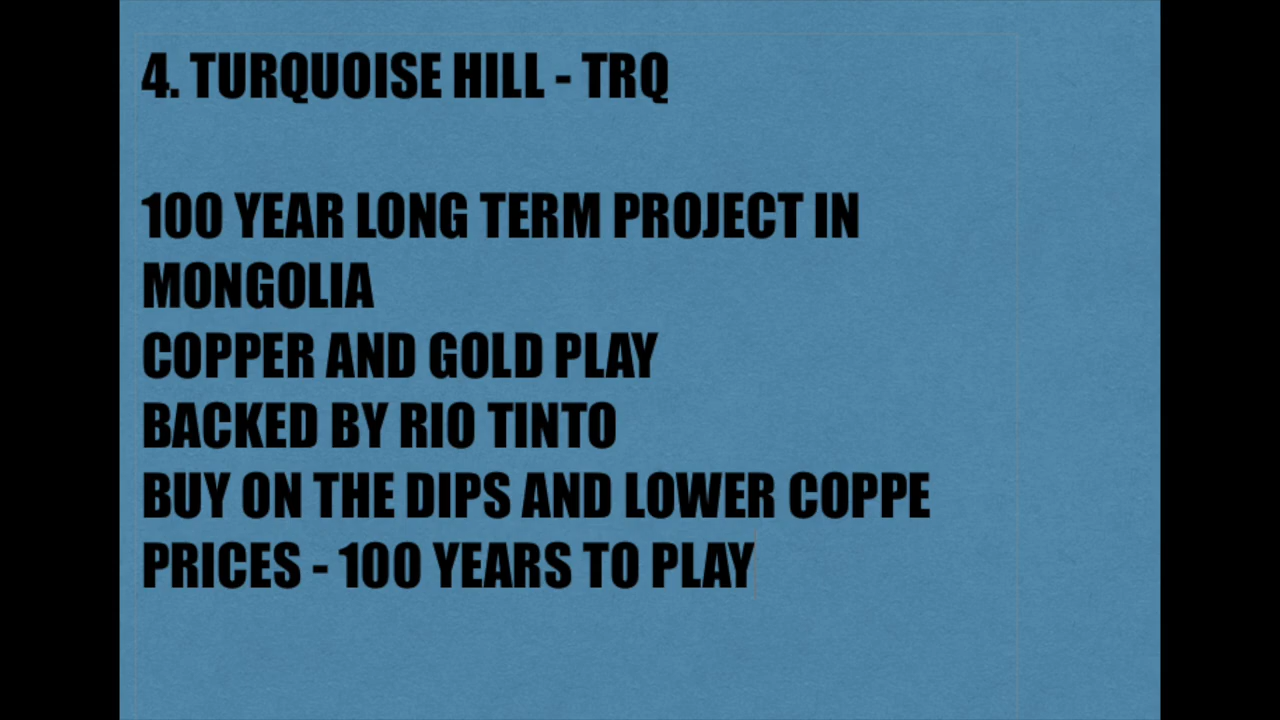 4. TURQUOISE HILL - TRQ
100 YEAR LONG TERM PROJECT IN
MONGOLIA
COPPER AND GOLD PLAY
BACKED BY RIO TINTO
BUY ON THE DIPS AND LOWER COPPE
PRICES - 100 YEARS TO PLAY